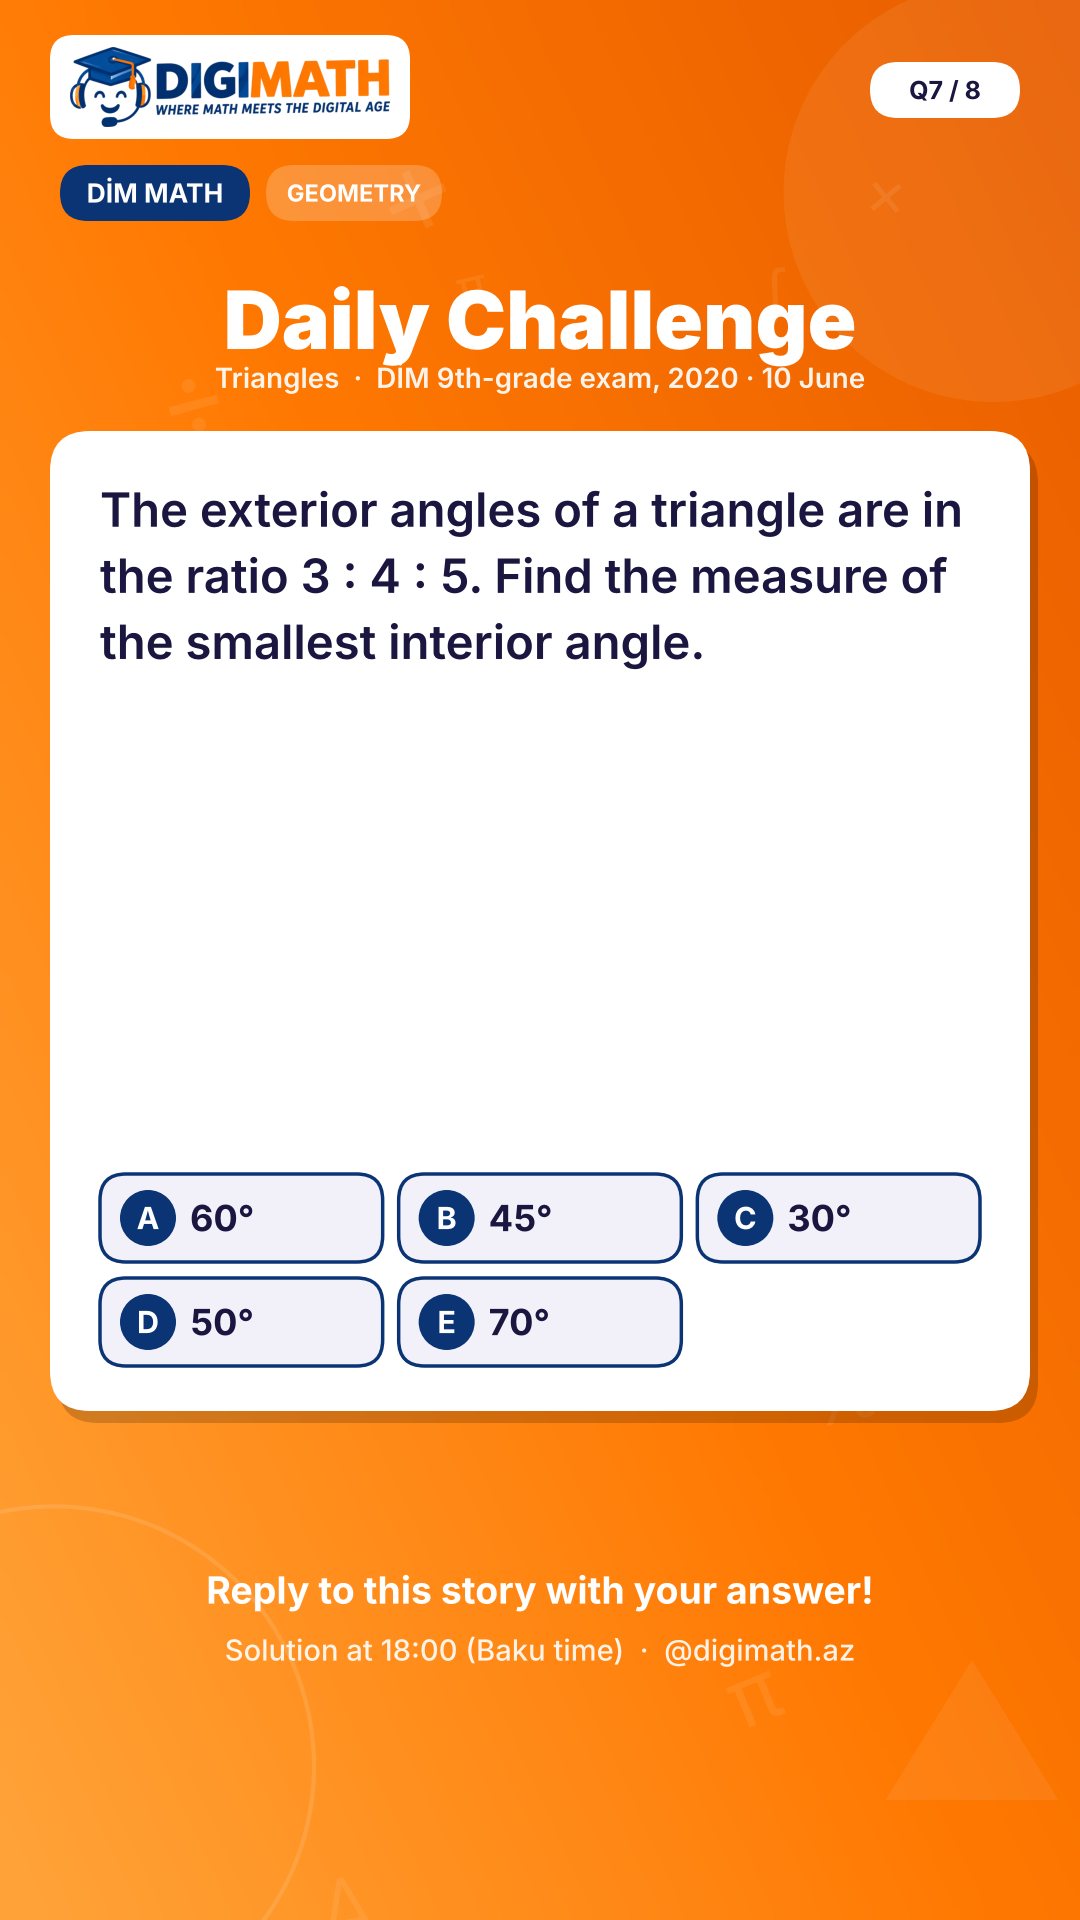 DIGIMATH
WHERE MATH MEETS THE DIGITAL AGE
Q7 / 8
DİM MATH
GEOMETRY
Daily Challenge
Triangles · DİM 9th-grade exam, 2020 · 10 June
The exterior angles of a triangle are in
the ratio 3 : 4 : 5. Find the measure of
the smallest interior angle.
A 60°
B 45°
C 30°
D 50°
E 70°
Reply to this story with your answer!
Solution at 18:00 (Baku time) · @digimath.az
π